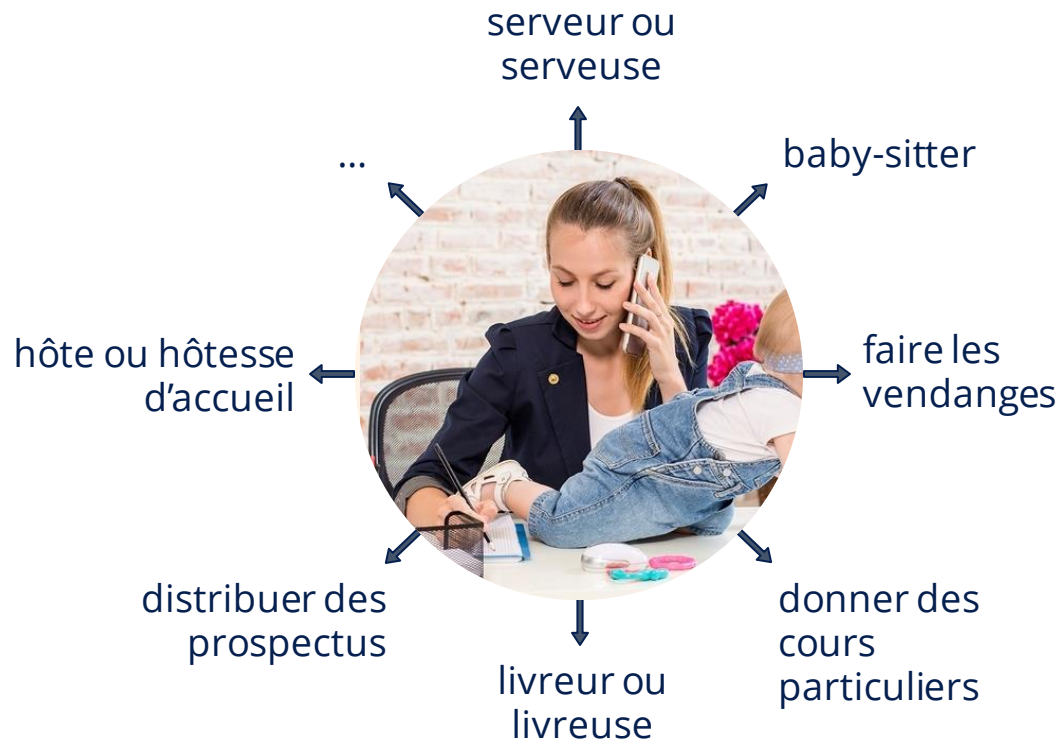 serveur ou
serveuse
...
baby-sitter
hôte ou hôtesse
d’accueil
faire les
vendanges
distribuer des
prospectus
donner des
cours
particuliers
livreur ou
livreuse